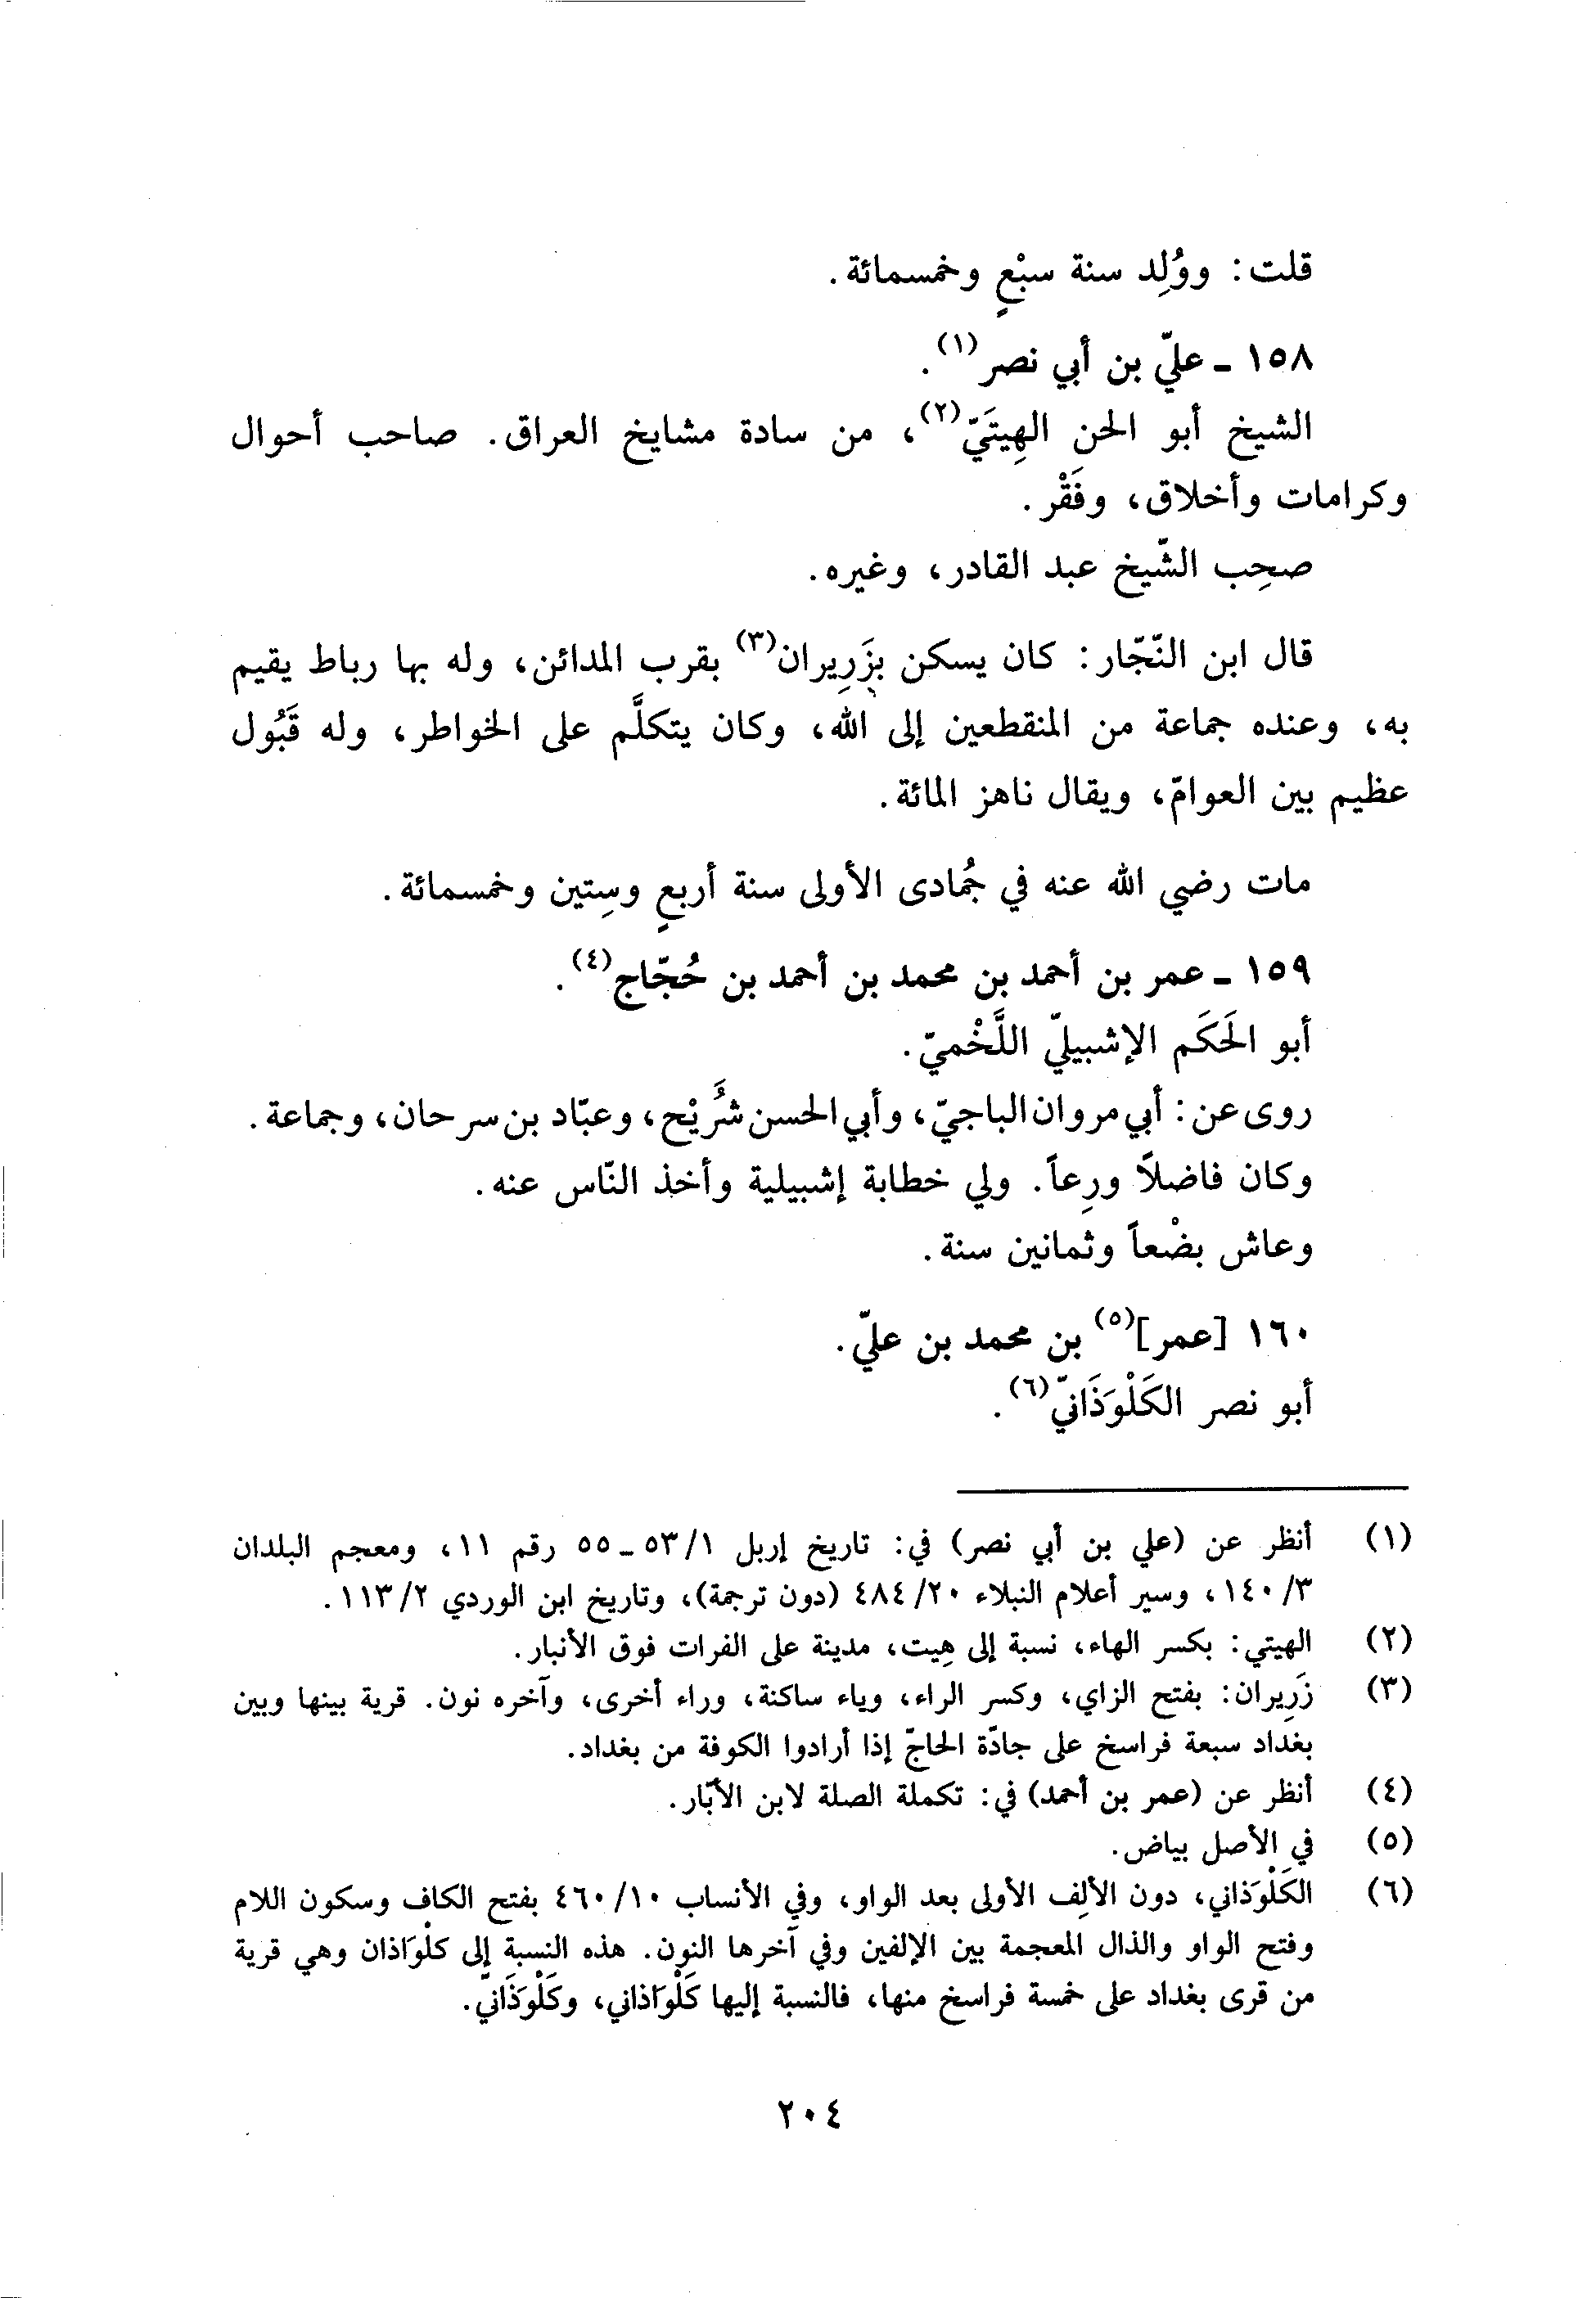 قلت: ووُلِد سنة سبْعٍ وخمسمائة.
١٥٨ ـ عليّ بن أبي نصر(١).
الشيخ أبو الحن الهِيتَيّ(٢)، من سادة مشايخ العراق. صاحب أحوال
وكرامات وأخلاق، وفَقْر.
صحِب الشّيخ عبد القادر، وغيره.
قال ابن النّجّار: كان يسكن بزَرِيران(٣) بقرب المدائن، وله بها رباط يقيم
به، وعنده جماعة من المنقطعين إلى الله، وكان يتكلَّم على الخواطر، وله قَبُول
عظيم بين العوامّ، ويقال ناهز المائة.
مات رضي الله عنه في جُمادى الأولى سنة أربعٍ وسِتين وخمسمائة.
١٥٩ ـ عمر بن أحمد بن محمد بن أحمد بن حُجّاج(٤).
أبو الَحَكَم الإشبيليّ اللَّخْميّ.
روى عن: أبي مروان الباجيّ، وأبي الحسن شُرَيْح، وعبّاد بن سرحان، وجماعة.
وكان فاضلاً ورِعاً. ولي خطابة إشبيلية وأخذ النّاس عنه.
وعاش بضْعاً وثمانين سنة.
١٦٠ [عمر](٥) بن محمد بن عليّ.
أبو نصر الكَلْوَذَانيّ(٦).
(١) أنظر عن (علي بن أبي نصر) في: تاريخ إربل ١/ ٥٣ ـ ٥٥ رقم ١١، ومعجم البلدان
٣/ ١٤٠، وسير أعلام النبلاء ٢٠/ ٤٨٤ (دون ترجمة)، وتاريخ ابن الوردي ٢/ ١١٣.
(٢) الهيتي: بكسر الهاء، نسبة إلى هِيت، مدينة على الفرات فوق الأنبار.
(٣) زَرِيران: بفتح الزاي، وكسر الراء، وياء ساكنة، وراء أخرى، وآخره نون. قرية بينها وبين
بغداد سبعة فراسخ على جادّة الحاجّ إذا أرادوا الكوفة من بغداد.
(٤) أنظر عن (عمر بن أحمد) في: تكملة الصلة لابن الأبّار.
(٥) في الأصل بياض.
(٦) الكَلْوَذاني، دون الألِف الأولى بعد الواو، وفي الأنساب ١٠/ ٤٦٠ بفتح الكاف وسكون اللام
وفتح الواو والذال المعجمة بين الإلفين وفي آخرها النون. هذه النسبة إلى كلْوَاذان وهي قرية
من قرى بغداد على خمسة فراسخ منها، فالنسبة إليها كَلْوَاذاني، وكَلْوَذَانيّ.
٢٠٤